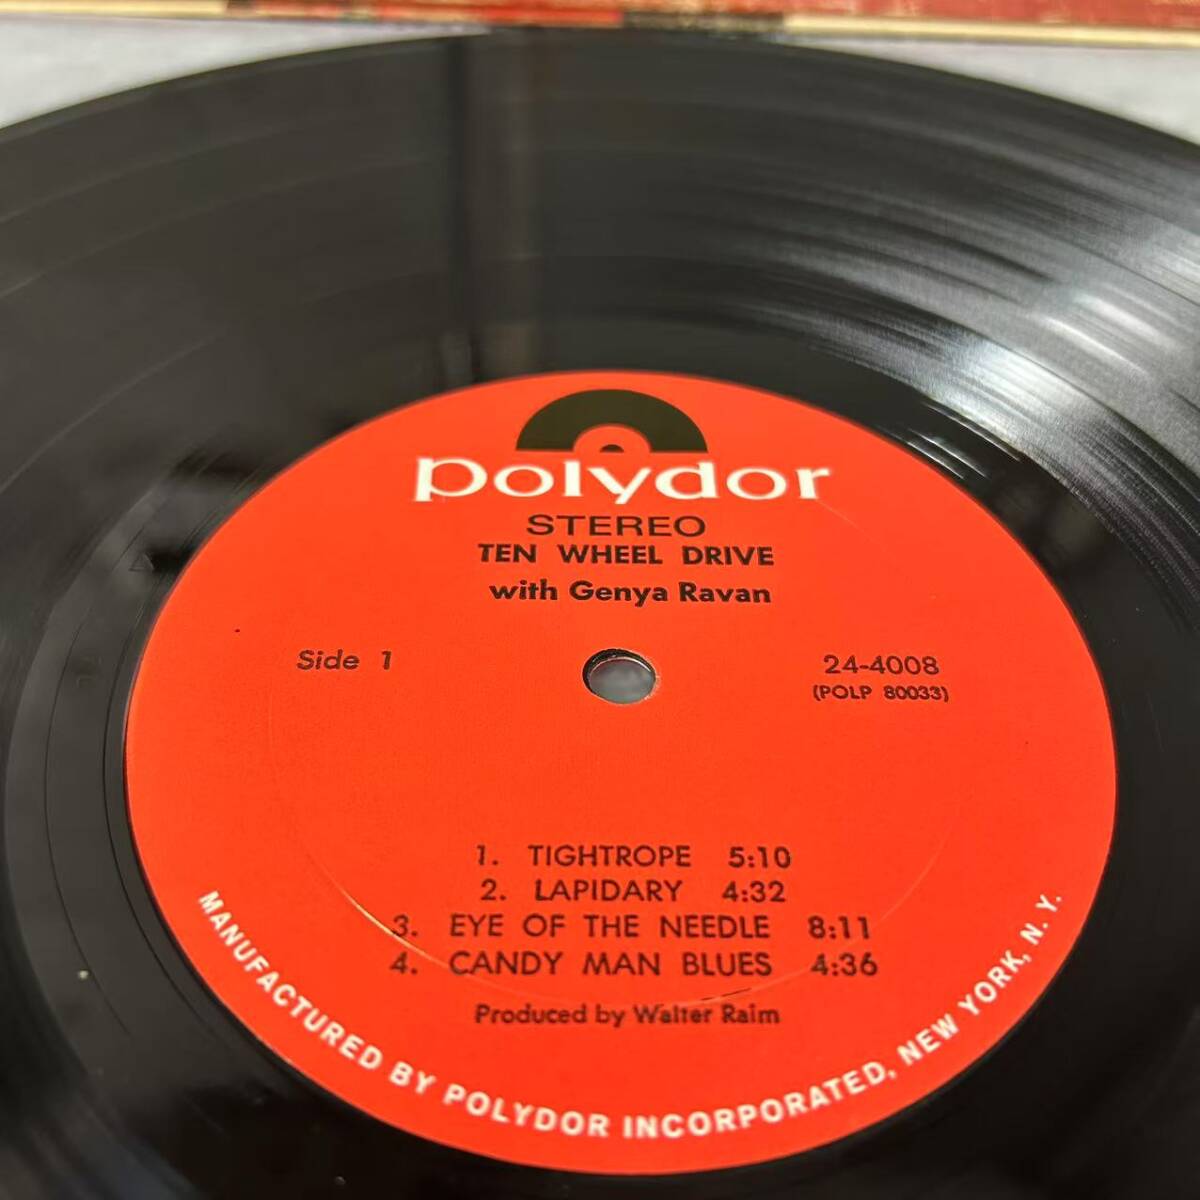 polydor
STEREO
TEN WHEEL DRIVE
with Genya Ravan
Side 1
24-4008
(POLP 80033)
1. TIGHTROPE 5:10
2. LAPIDARY 4:32
3. EYE OF THE NEEDLE 8:11
4. CANDY MAN BLUES 4:36
Produced by Walter Raim
MANUFACTURED BY POLYDOR INCORPORATED, NEW YORK, N. Y.